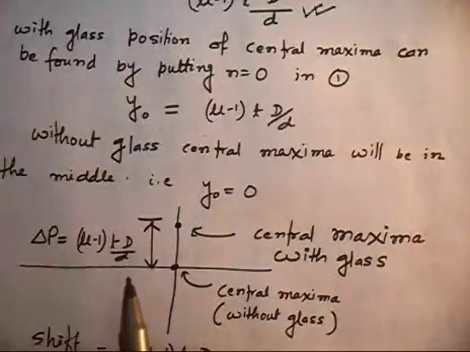 (μ-1) t D/d
with glass position of central maxima can
be found by putting n=0 in ①
y₀ = (μ-1) t D/d
without glass central maxima will be in
the middle. i.e y₀ = 0
ΔP = (μ-1) t D/d
central maxima
with glass
central maxima
(without glass)
shift =